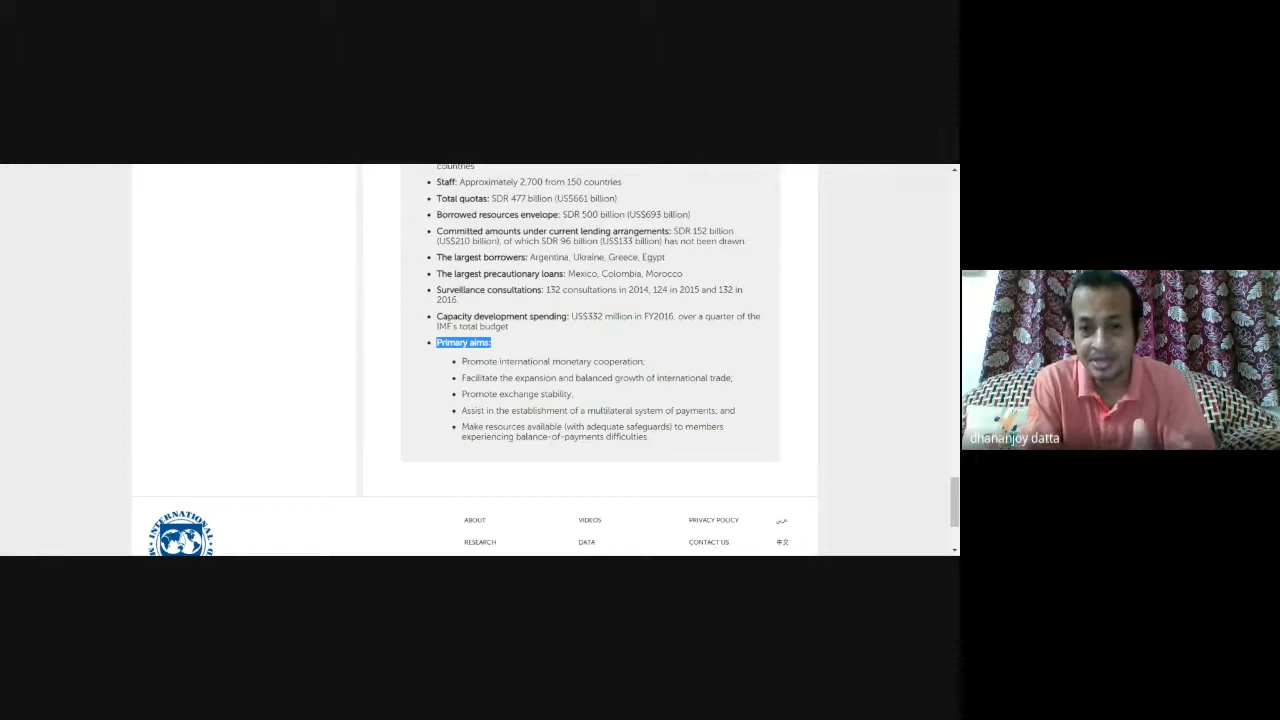 countries
Staff: Approximately 2,700 from 150 countries
Total quotas: SDR 477 billion (US$661 billion)
Borrowed resources envelope: SDR 500 billion (US$693 billion)
Committed amounts under current lending arrangements: SDR 152 billion
(US$210 billion), of which SDR 96 billion (US$133 billion) has not been drawn
The largest borrowers: Argentina, Ukraine, Greece, Egypt
The largest precautionary loans: Mexico, Colombia, Morocco
Surveillance consultations: 132 consultations in 2014, 124 in 2015 and 132 in
2016.
Capacity development spending: US$332 million in FY2016, over a quarter of the
IMF's total budget
Primary aims:
Promote international monetary cooperation;
Facilitate the expansion and balanced growth of international trade;
Promote exchange stability;
Assist in the establishment of a multilateral system of payments; and
Make resources available (with adequate safeguards) to members
experiencing balance-of-payments difficulties.
dhananjoy datta
INTERNATIONAL
ABOUT VIDEOS PRIVACY POLICY عربي
RESEARCH DATA CONTACT US 中文